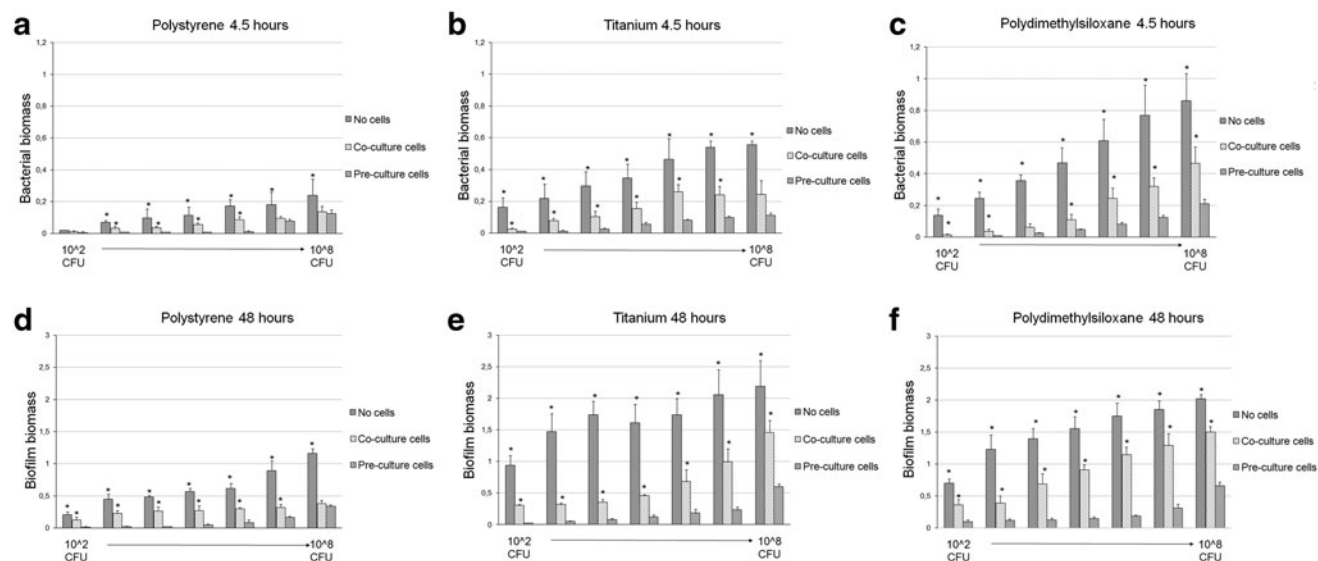 a
Polystyrene 4.5 hours
Bacterial biomass
1,2
1
0,8
0,6
0,4
0,2
0
No cells
Co-culture cells
Pre-culture cells
* * * * * * * * * *
10^2
CFU
10^8
CFU
b
Titanium 4.5 hours
Bacterial biomass
1,2
1
0,8
0,6
0,4
0,2
0
No cells
Co-culture cells
Pre-culture cells
* * * * * * * * * * * * *
10^2
CFU
10^8
CFU
c
Polydimethylsiloxane 4.5 hours
Bacterial biomass
1,2
1
0,8
0,6
0,4
0,2
0
No cells
Co-culture cells
Pre-culture cells
* * * * * * * * * * * * *
10^2
CFU
10^8
CFU
d
Polystyrene 48 hours
Biofilm biomass
3
2,5
2
1,5
1
0,5
0
No cells
Co-culture cells
Pre-culture cells
* * * * * * * * * * * * *
10^2
CFU
10^8
CFU
e
Titanium 48 hours
Biofilm biomass
3
2,5
2
1,5
1
0,5
0
No cells
Co-culture cells
Pre-culture cells
* * * * * * * * * * * * * *
10^2
CFU
10^8
CFU
f
Polydimethylsiloxane 48 hours
Biofilm biomass
3
2,5
2
1,5
1
0,5
0
No cells
Co-culture cells
Pre-culture cells
* * * * * * * * * * * * * *
10^2
CFU
10^8
CFU